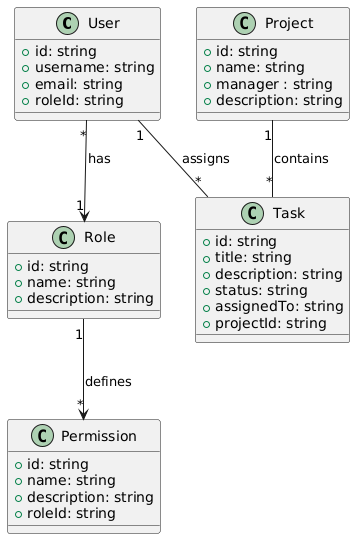 C User
id: string
username: string
email: string
roleId: string
C Project
id: string
name: string
manager : string
description: string
* 
has
1
1
assigns
*
1
contains
*
C Role
id: string
name: string
description: string
C Task
id: string
title: string
description: string
status: string
assignedTo: string
projectId: string
1
defines
*
C Permission
id: string
name: string
description: string
roleId: string